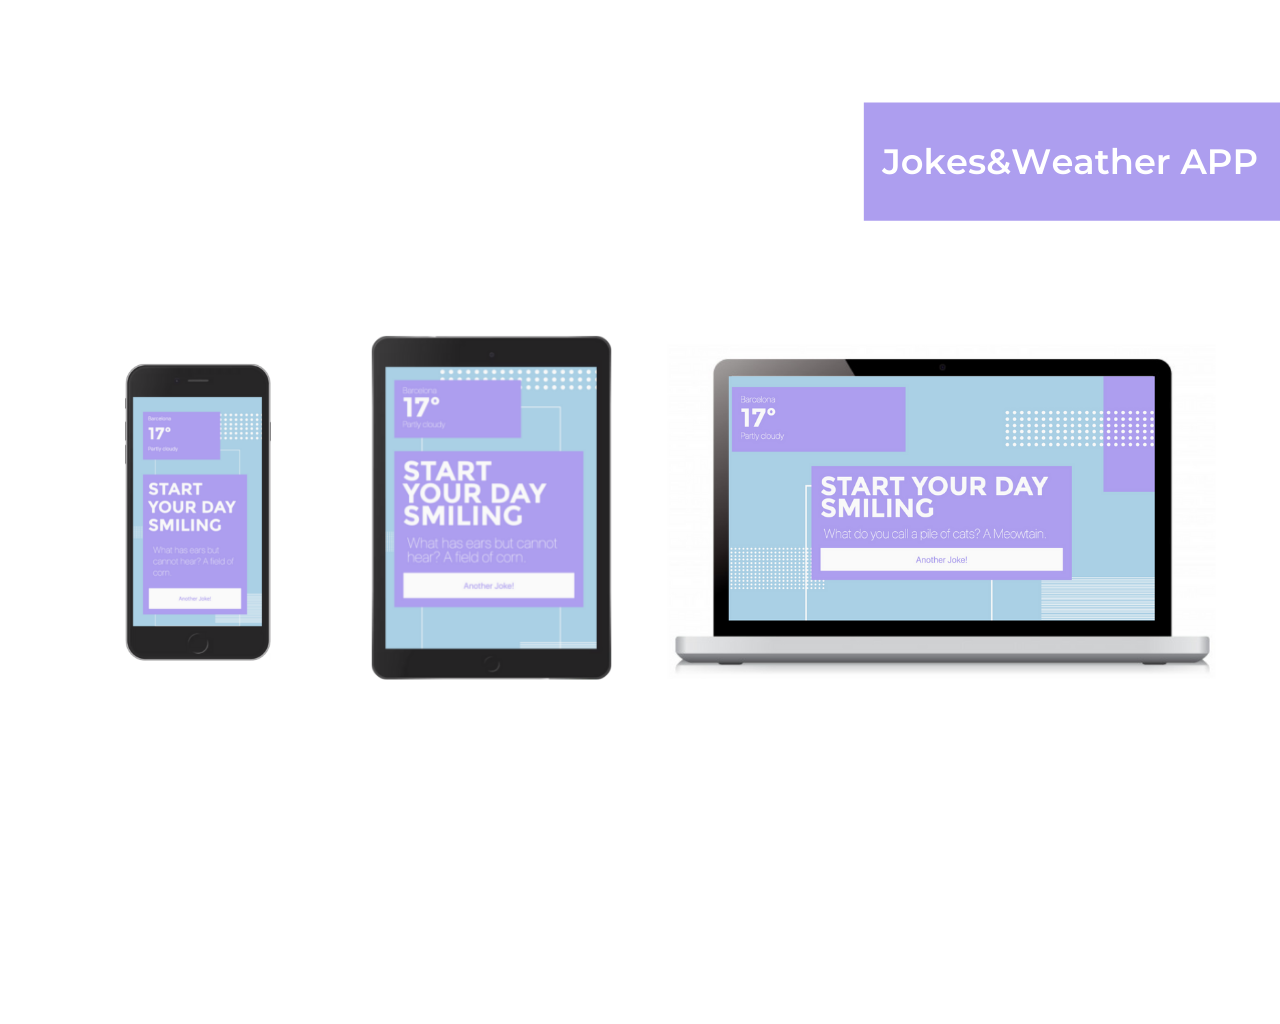 Jokes&Weather APP
Barcelona
17°
Partly cloudy
START
YOUR DAY
SMILING
What has ears but
cannot hear? A field of
corn.
Another Joke!
Barcelona
17°
Partly cloudy
START
YOUR DAY
SMILING
What has ears but cannot
hear? A field of corn.
Another Joke!
Barcelona
17°
Partly cloudy
START YOUR DAY
SMILING
What do you call a pile of cats? A Meowtain.
Another Joke!